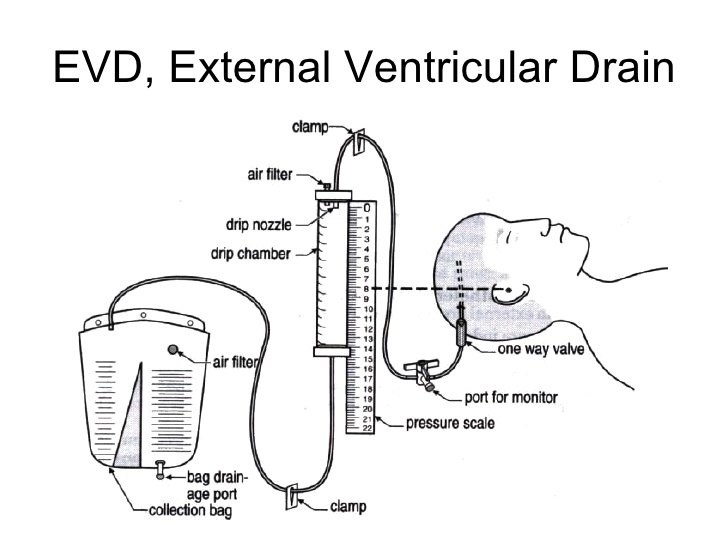 EVD, External Ventricular Drain
clamp
air filter
drip nozzle
drip chamber
0
1
2
3
4
5
6
7
8
9
10
11
12
13
14
15
16
17
18
19
20
21
22
one way valve
air filter
port for monitor
pressure scale
bag drain-
age port
collection bag
clamp